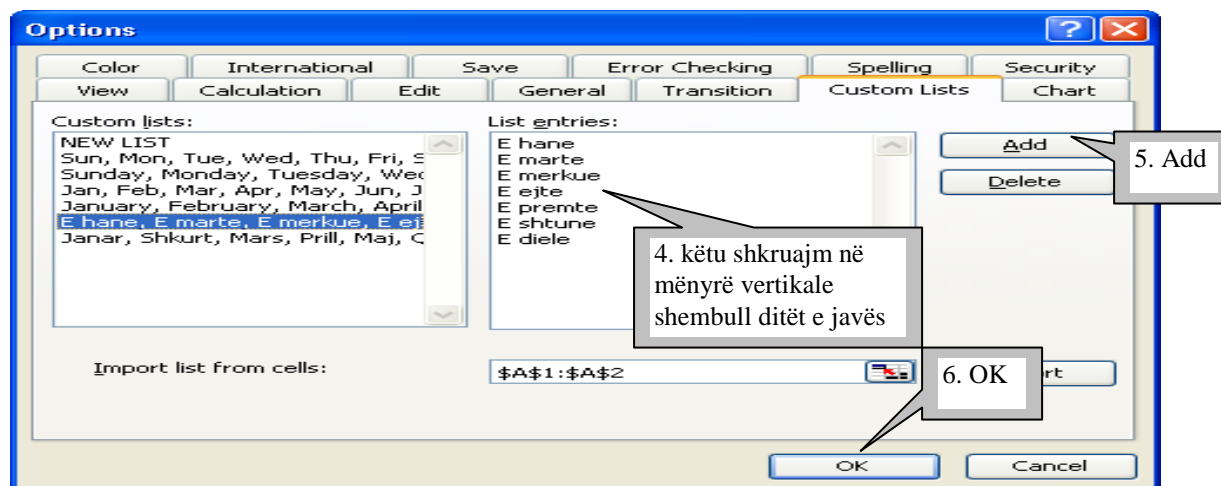 Options
Color International Save Error Checking Spelling Security
View Calculation Edit General Transition Custom Lists Chart
Custom lists:
NEW LIST
Sun, Mon, Tue, Wed, Thu, Fri, S
Sunday, Monday, Tuesday, Wed
Jan, Feb, Mar, Apr, May, Jun, J
January, February, March, April
E hane, E marte, E merkue, E ej
Janar, Shkurt, Mars, Prill, Maj, Q
List entries:
E hane
E marte
E merkue
E ejte
E premte
E shtune
E diele
Add
Delete
5. Add
4. këtu shkruajm në
mënyrë vertikale
shembull ditët e javës
Import list from cells:
$A$1:$A$2
6. OK
rt
OK
Cancel